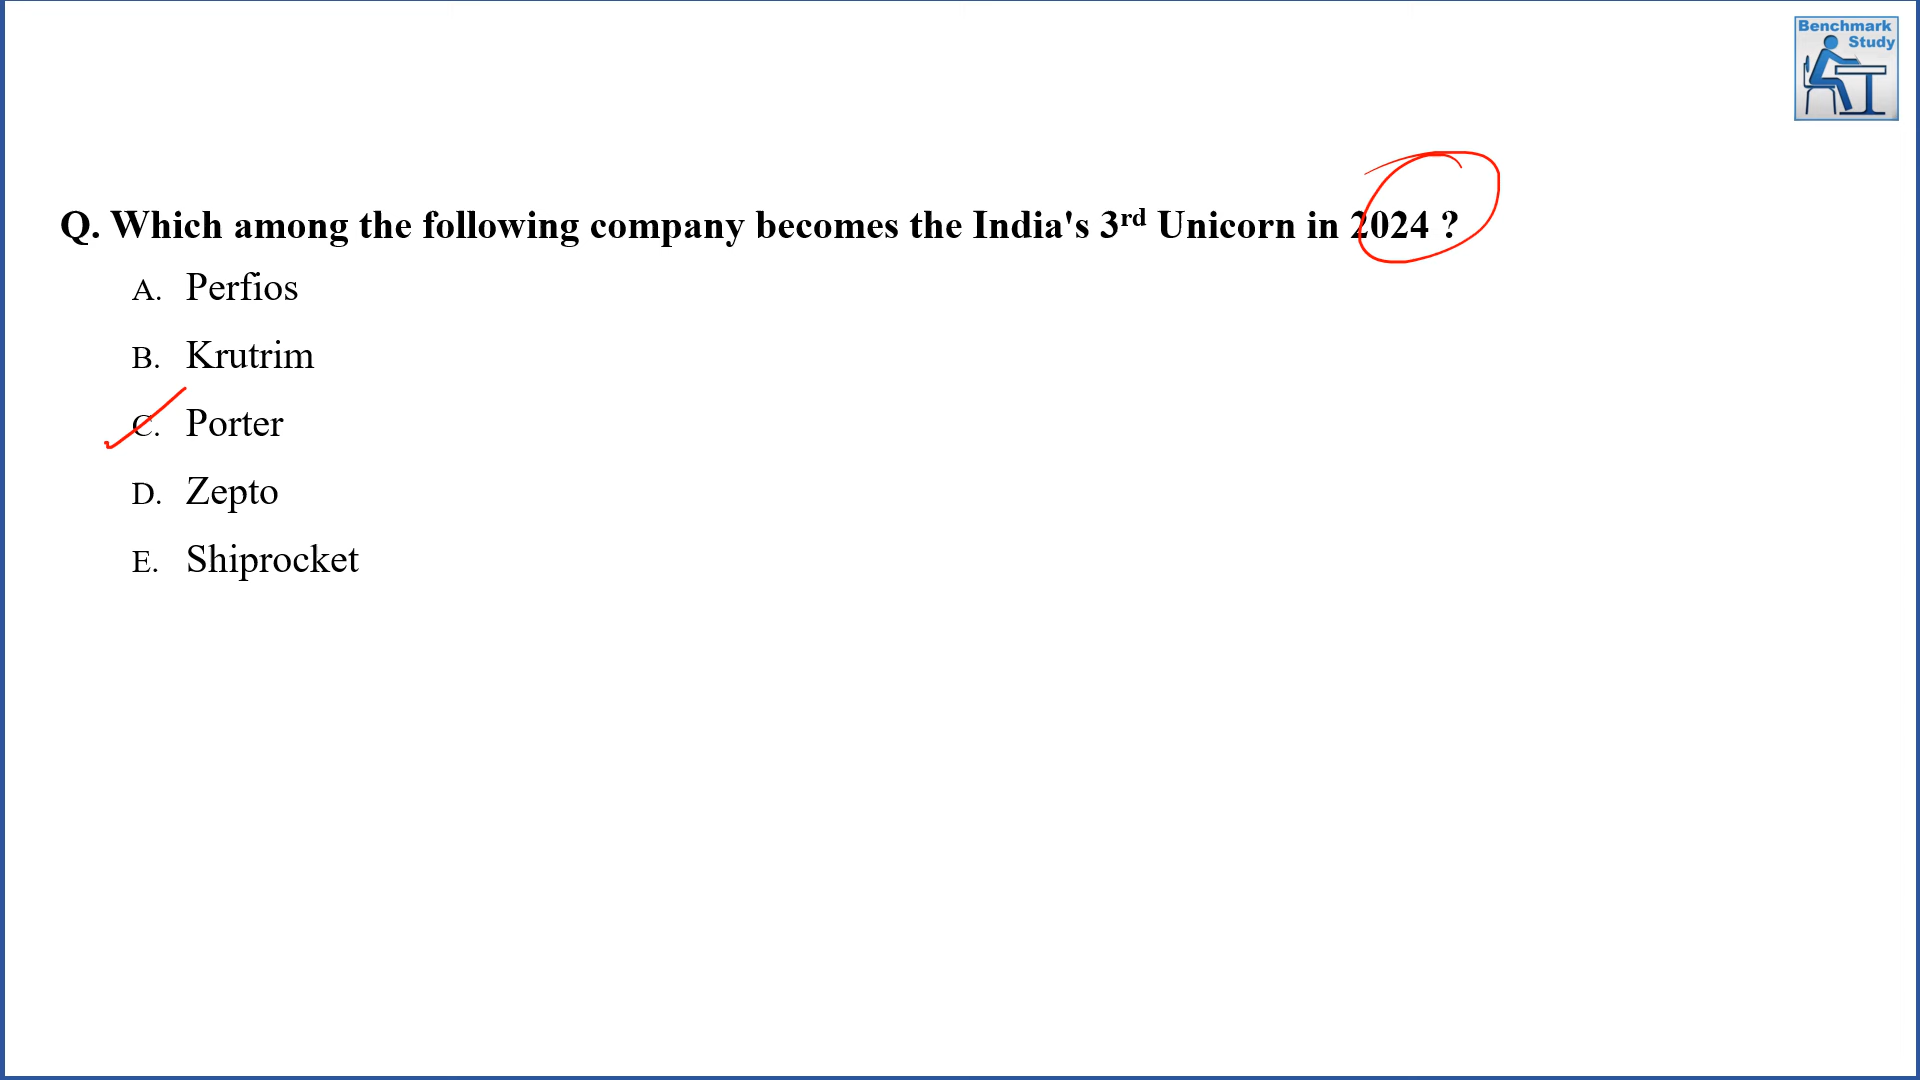 Benchmark
Study
Q. Which among the following company becomes the India's 3rd Unicorn in 2024 ?
A. Perfios
B. Krutrim
C. Porter
D. Zepto
E. Shiprocket